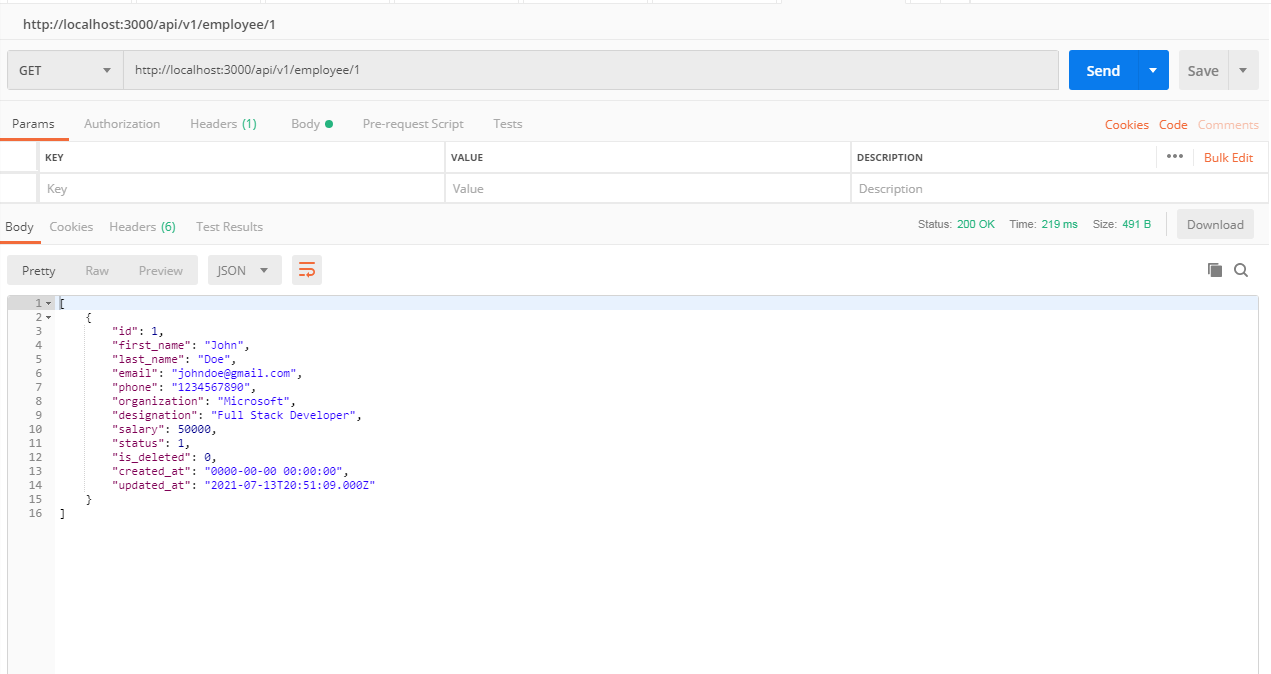 http://localhost:3000/api/v1/employee/1
GET http://localhost:3000/api/v1/employee/1 Send Save
Params Authorization Headers (1) Body Pre-request Script Tests Cookies Code Comments
KEY VALUE DESCRIPTION ••• Bulk Edit
Key Value Description
Body Cookies Headers (6) Test Results Status: 200 OK Time: 219 ms Size: 491 B Download
Pretty Raw Preview JSON
1 [
2 {
3 "id": 1,
4 "first_name": "John",
5 "last_name": "Doe",
6 "email": "johndoe@gmail.com",
7 "phone": "1234567890",
8 "organization": "Microsoft",
9 "designation": "Full Stack Developer",
10 "salary": 50000,
11 "status": 1,
12 "is_deleted": 0,
13 "created_at": "0000-00-00 00:00:00",
14 "updated_at": "2021-07-13T20:51:09.000Z"
15 }
16 ]